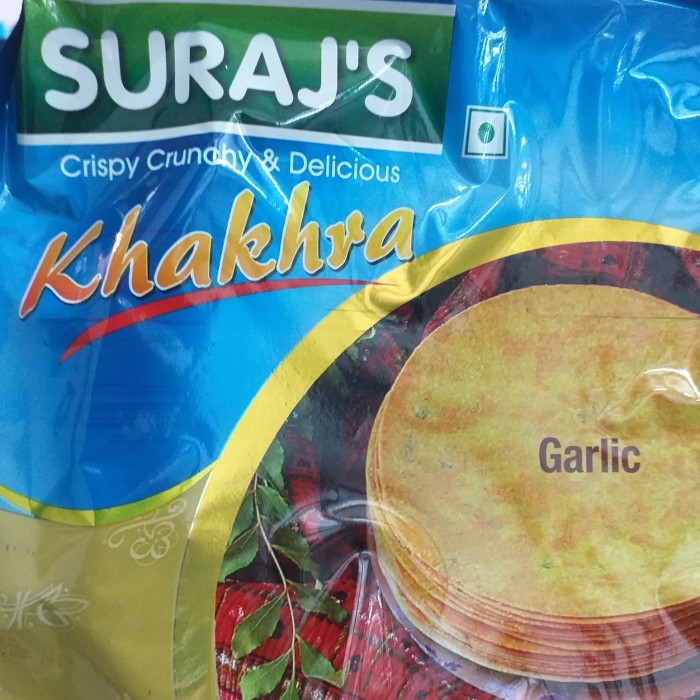 SURAJ'S
Crispy Crunchy & Delicious
Khakhra
Garlic